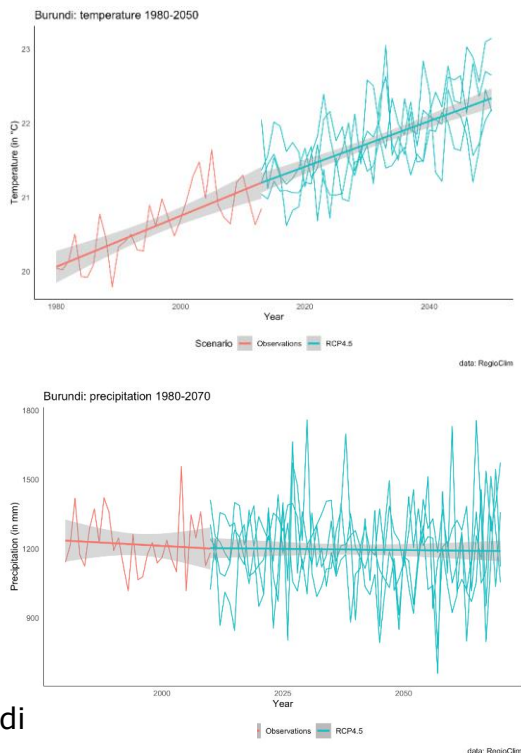 Burundi: temperature 1980-2050
Temperature (in °C)
23
22
21
20
1980
2000
2020
2040
Year
Scenario Observations RCP4.5
data: RegioClim
Burundi: precipitation 1980-2070
Precipitation (in mm)
1800
1500
1200
900
2000
2025
2050
Year
Observations RCP4.5
data: RegioClim
di